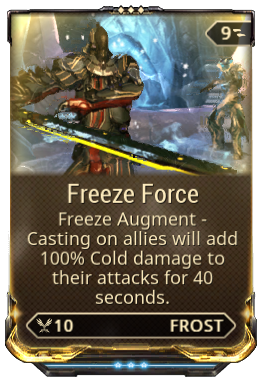 9
Freeze Force
Freeze Augment -
Casting on allies will add
100% Cold damage to
their attacks for 40
seconds.
10 FROST